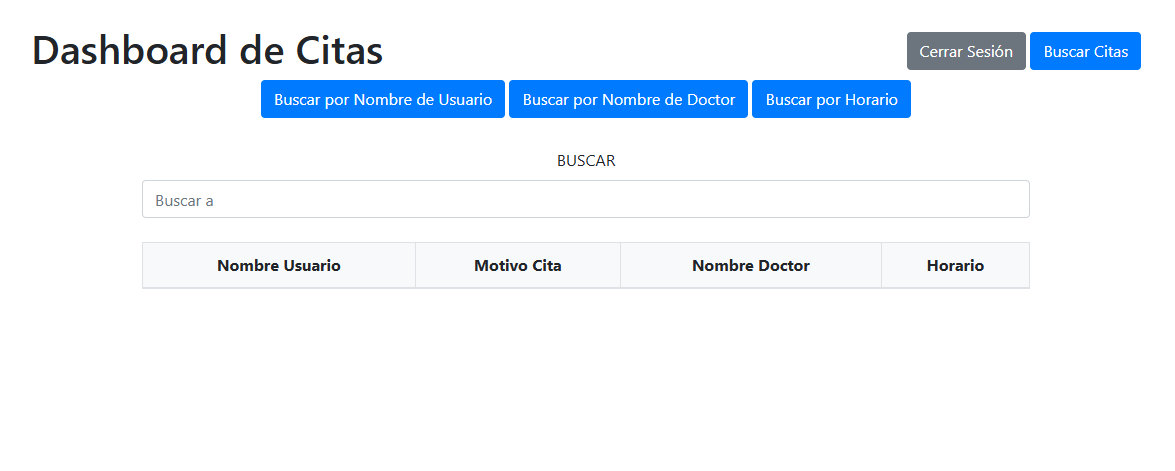 Dashboard de Citas
Cerrar Sesión
Buscar Citas
Buscar por Nombre de Usuario
Buscar por Nombre de Doctor
Buscar por Horario
BUSCAR
Buscar a
Nombre Usuario
Motivo Cita
Nombre Doctor
Horario